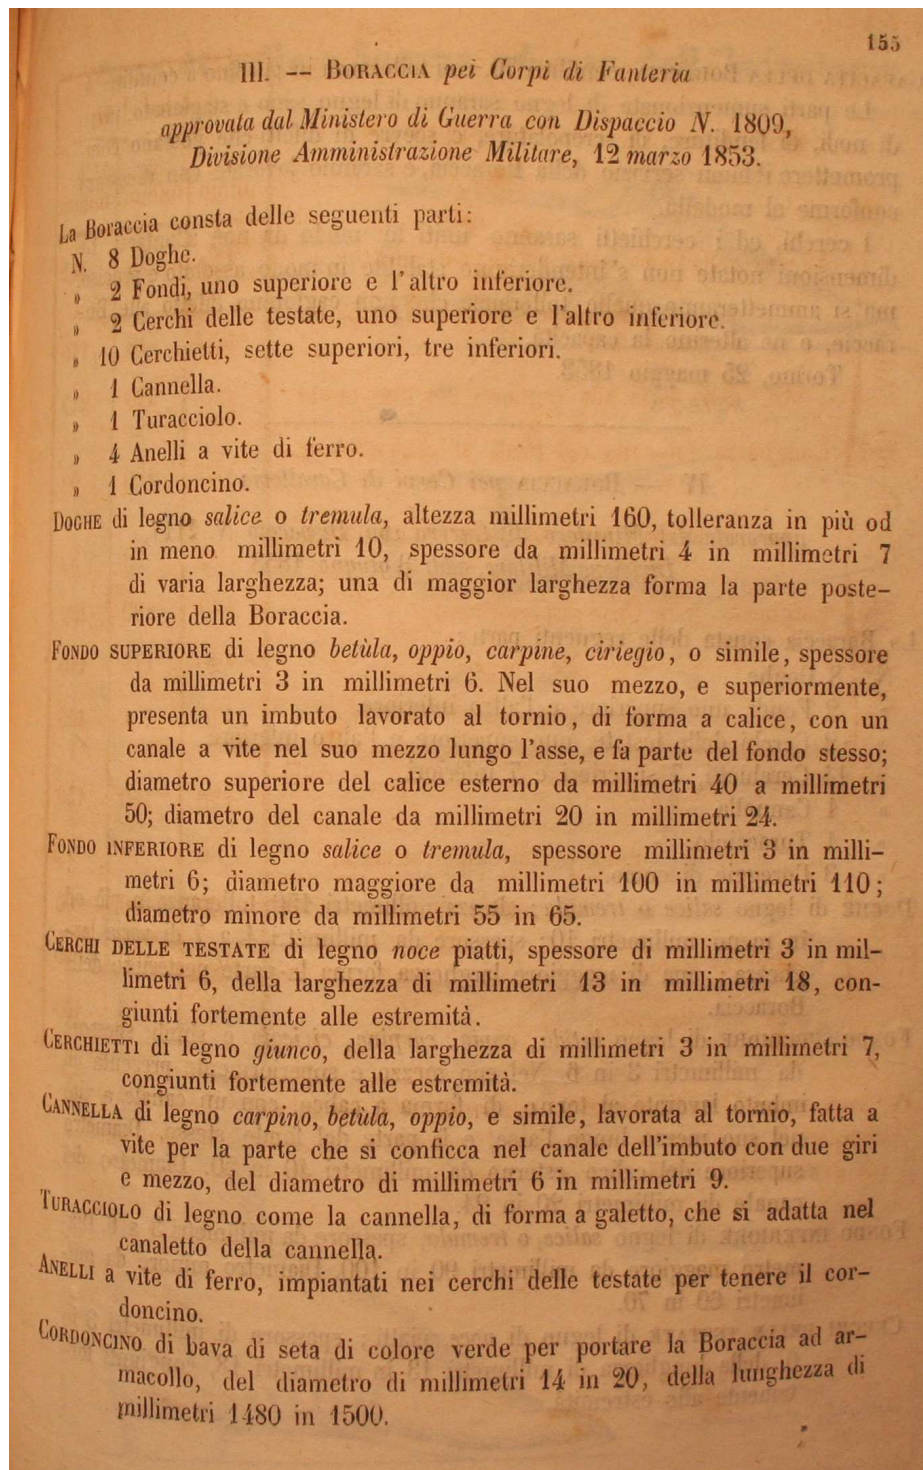 155
III. — BORACCIA pei Corpi di Fanteria
approvata dal Ministero di Guerra con Dispaccio N. 1809,
Divisione Amministrazione Militare, 12 marzo 1853.
La Boraccia consta delle seguenti parti:
N. 8 Doghe.
» 2 Fondi, uno superiore e l'altro inferiore.
» 2 Cerchi delle testate, uno superiore e l'altro inferiore.
» 10 Cerchietti, sette superiori, tre inferiori.
» 1 Cannella.
» 1 Turacciolo.
» 4 Anelli a vite di ferro.
» 1 Cordoncino.
DOGHE di legno salice o tremula, altezza millimetri 160, tolleranza in più od
in meno millimetri 10, spessore da millimetri 4 in millimetri 7
di varia larghezza; una di maggior larghezza forma la parte poste-
riore della Boraccia.
FONDO SUPERIORE di legno betùla, oppio, carpine, ciriegio, o simile, spessore
da millimetri 3 in millimetri 6. Nel suo mezzo, e superiormente,
presenta un imbuto lavorato al tornio, di forma a calice, con un
canale a vite nel suo mezzo lungo l'asse, e fa parte del fondo stesso;
diametro superiore del calice esterno da millimetri 40 a millimetri
50; diametro del canale da millimetri 20 in millimetri 24.
FONDO INFERIORE di legno salice o tremula, spessore millimetri 3 in milli-
metri 6; diametro maggiore da millimetri 100 in millimetri 110;
diametro minore da millimetri 55 in 65.
CERCHI DELLE TESTATE di legno noce piatti, spessore di millimetri 3 in mil-
limetri 6, della larghezza di millimetri 13 in millimetri 18, con-
giunti fortemente alle estremità.
CERCHIETTI di legno giunco, della larghezza di millimetri 3 in millimetri 7,
congiunti fortemente alle estremità.
CANNELLA di legno carpino, betùla, oppio, e simile, lavorata al tornio, fatta a
vite per la parte che si conficca nel canale dell'imbuto con due giri
e mezzo, del diametro di millimetri 6 in millimetri 9.
TURACCIOLO di legno come la cannella, di forma a galetto, che si adatta nel
canaletto della cannella.
ANELLI a vite di ferro, impiantati nei cerchi delle testate per tenere il cor-
doncino.
CORDONCINO di bava di seta di colore verde per portare la Boraccia ad ar-
macollo, del diametro di millimetri 14 in 20, della lunghezza di
millimetri 1480 in 1500.